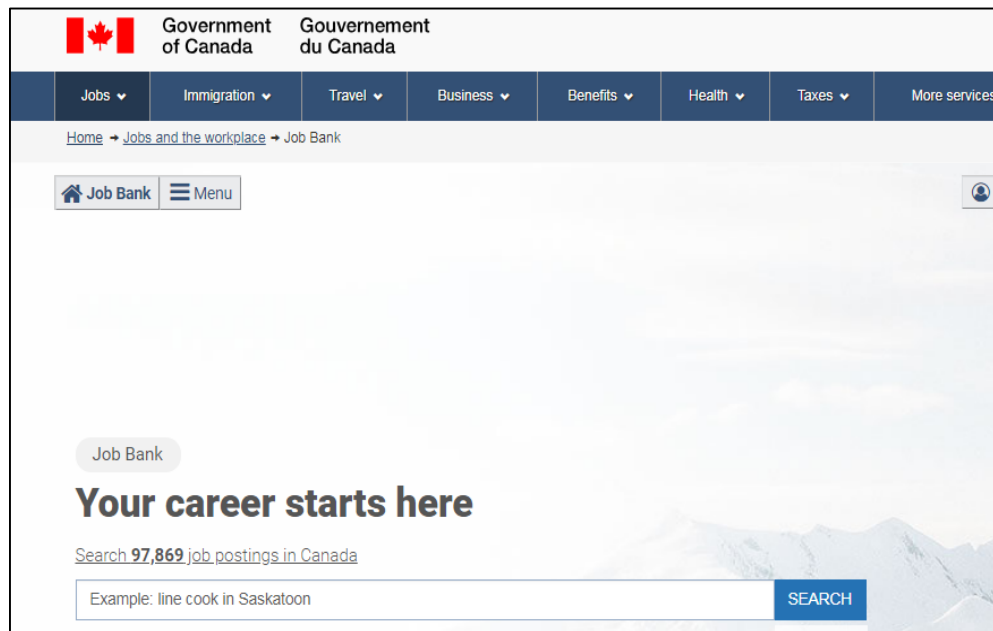 Government of Canada
Gouvernement du Canada
Jobs Immigration Travel Business Benefits Health Taxes More services
Home → Jobs and the workplace → Job Bank
Job Bank Menu
Job Bank
Your career starts here
Search 97,869 job postings in Canada
Example: line cook in Saskatoon SEARCH